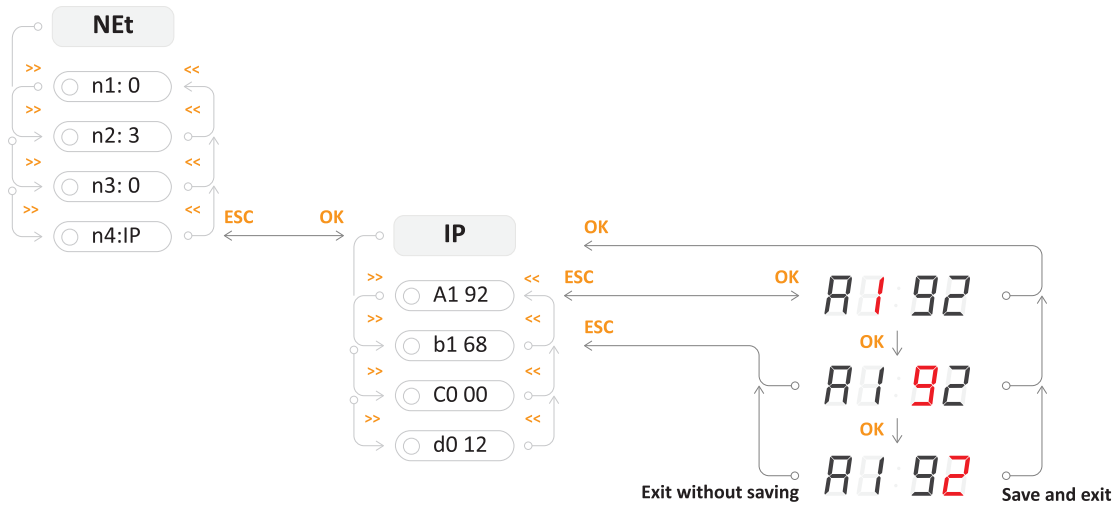 NEt
>> <<
n1: 0
>> <<
n2: 3
>> <<
n3: 0
>> <<
n4:IP
ESC OK
IP
OK
>> <<
A1 92
ESC OK
A1:92
>> <<
b1 68
ESC
OK
>> <<
C0 00
A1:92
>> <<
d0 12
OK
A1:92
Exit without saving
Save and exit